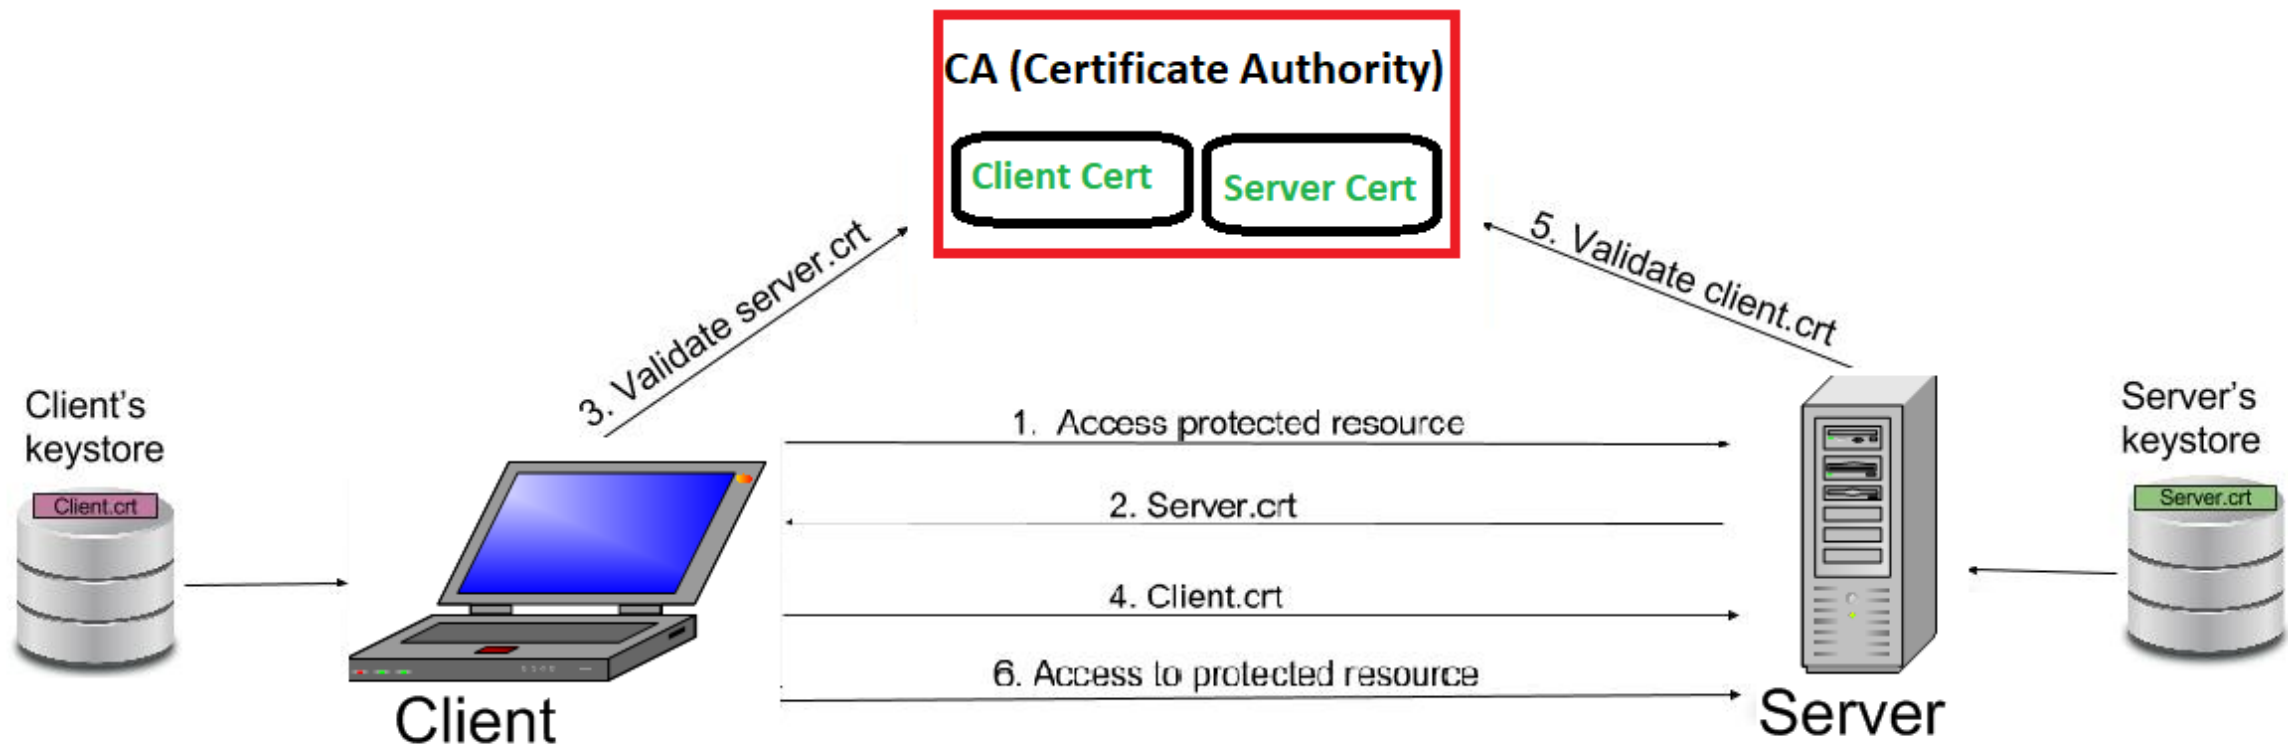 CA (Certificate Authority)
Client Cert
Server Cert
3. Validate server.crt
5. Validate client.crt
Client's
keystore
Client.crt
1. Access protected resource
2. Server.crt
4. Client.crt
6. Access to protected resource
Client
Server
Server's
keystore
Server.crt